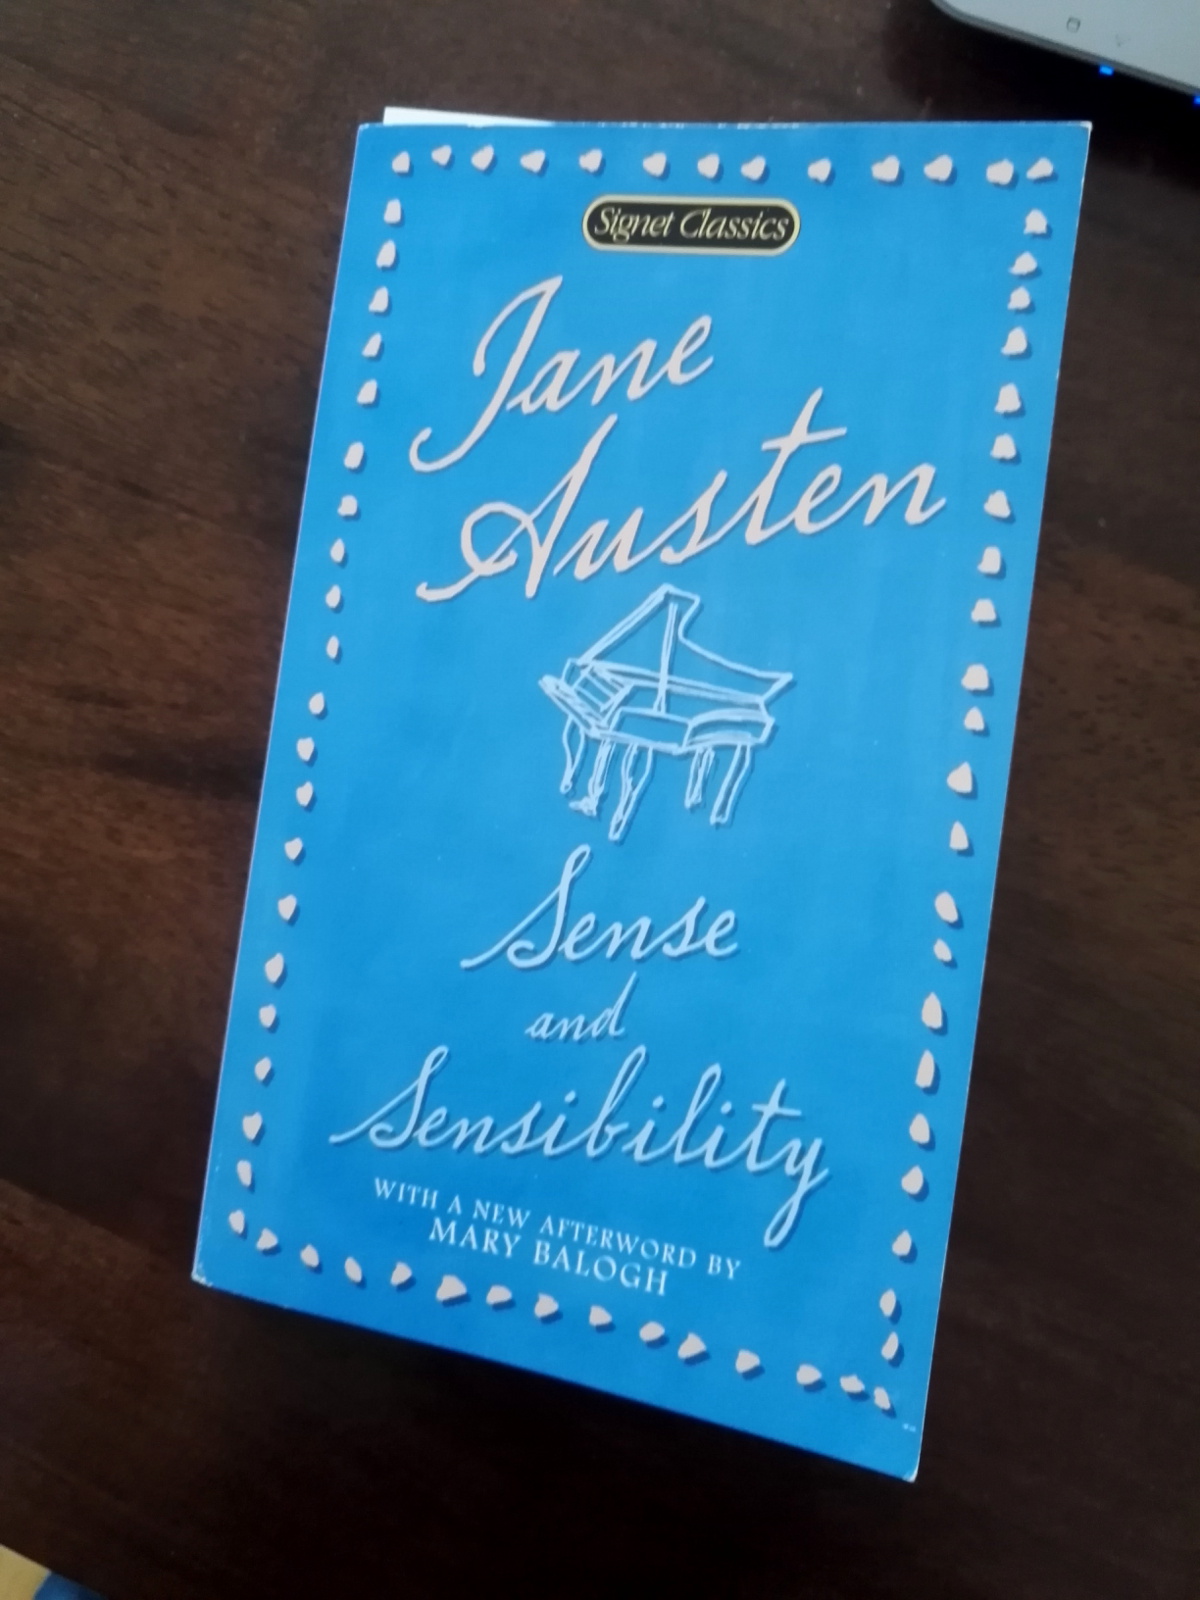 Signet Classics
Jane
Austen
Sense
and
Sensibility
WITH A NEW AFTERWORD BY
MARY BALOGH